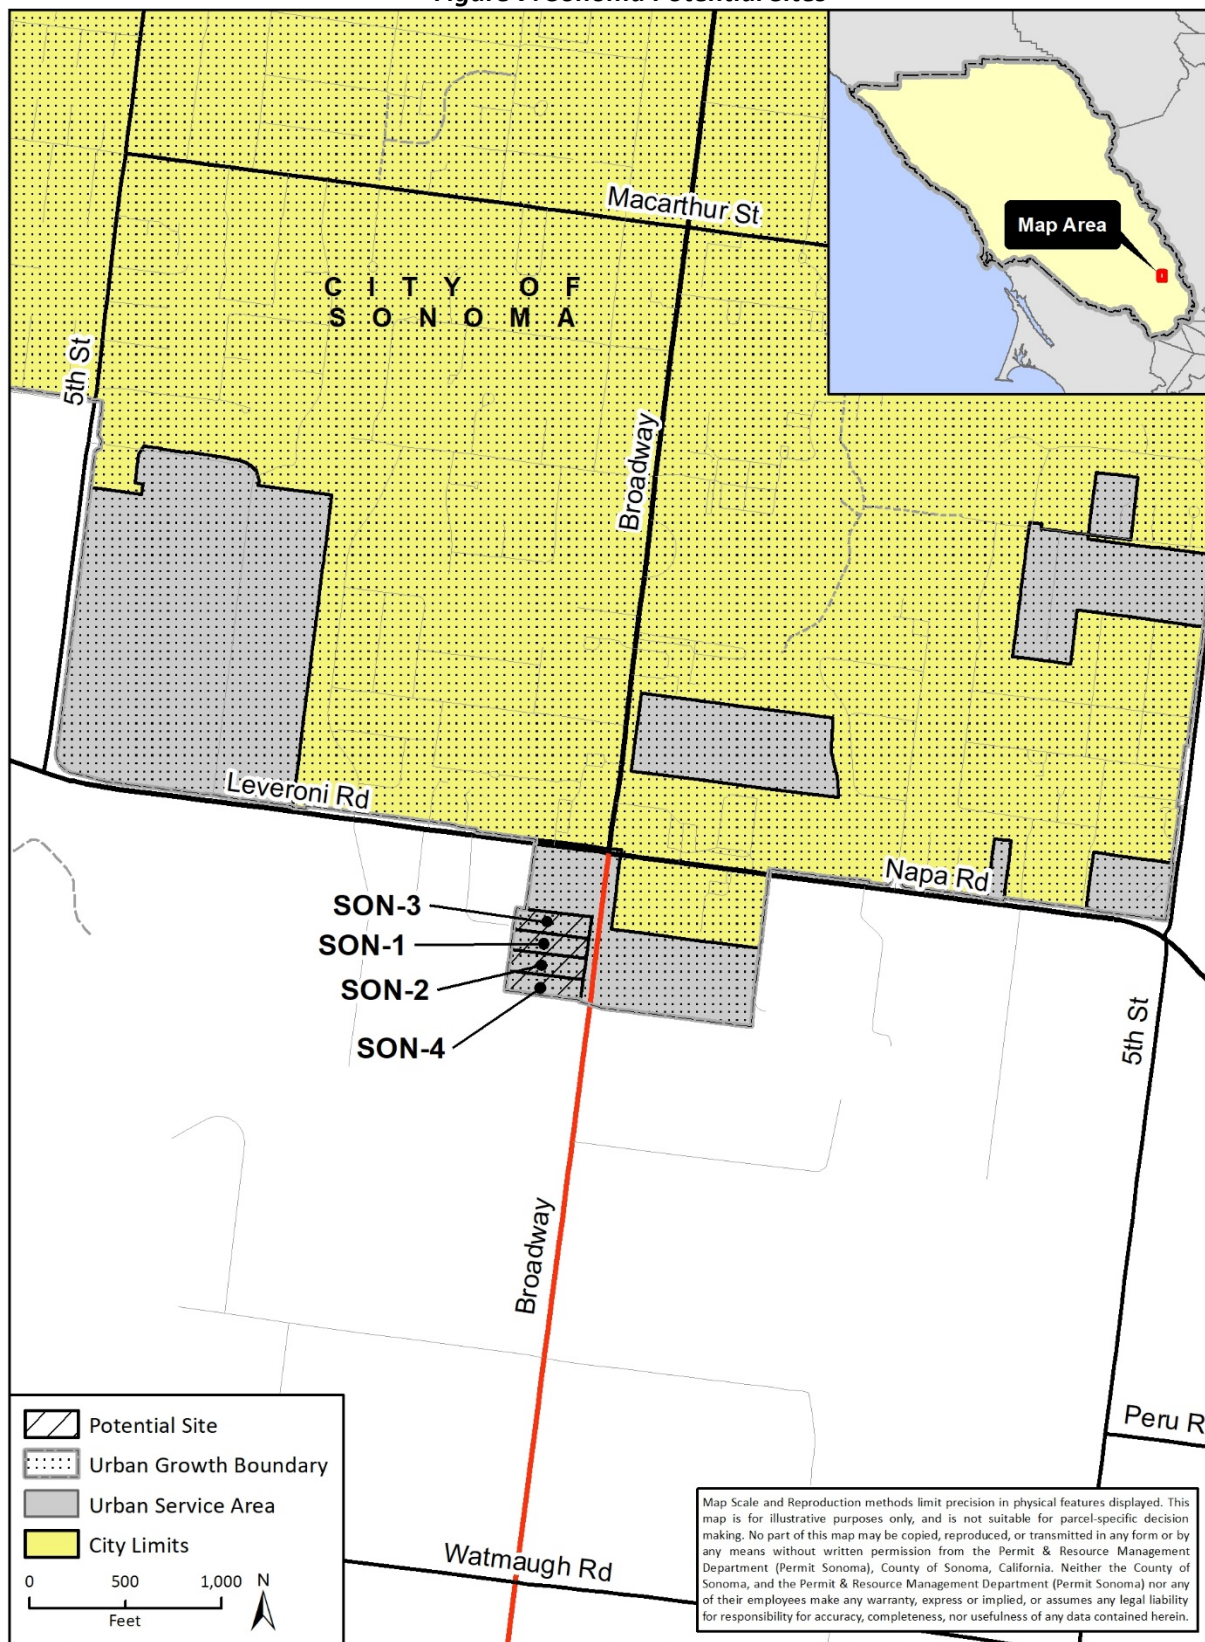 Macarthur St
Map Area
CITY OF
SONOMA
5th St
Broadway
Leveroni Rd
Napa Rd
SON-3
SON-1
SON-2
SON-4
5th St
Broadway
Peru R
Watmaugh Rd
Potential Site
Urban Growth Boundary
Urban Service Area
City Limits
0 500 1,000
Feet
N
Map Scale and Reproduction methods limit precision in physical features displayed. This
map is for illustrative purposes only, and is not suitable for parcel-specific decision
making. No part of this map may be copied, reproduced, or transmitted in any form or by
any means without written permission from the Permit & Resource Management
Department (Permit Sonoma), County of Sonoma, California. Neither the County of
Sonoma, and the Permit & Resource Management Department (Permit Sonoma) nor any
of their employees make any warranty, express or implied, or assumes any legal liability
for responsibility for accuracy, completeness, nor usefulness of any data contained herein.